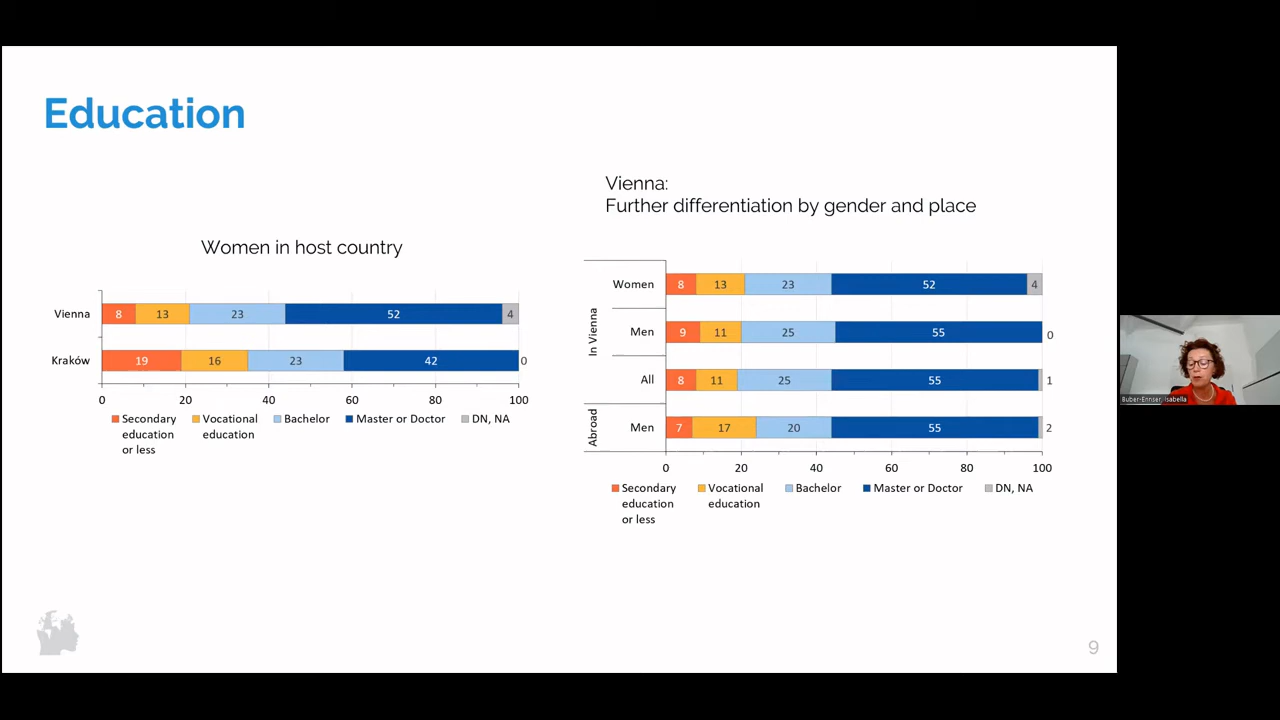 Education
Women in host country
Vienna 8 13 23 52 4
Kraków 19 16 23 42 0
0 20 40 60 80 100
Secondary education or less
Vocational education
Bachelor
Master or Doctor
DN, NA
Vienna:
Further differentiation by gender and place
In Vienna
Women 8 13 23 52 4
Men 9 11 25 55 0
All 8 11 25 55 1
Abroad
Men 7 17 20 55 2
0 20 40 60 80 100
Secondary education or less
Vocational education
Bachelor
Master or Doctor
DN, NA
9
Buber-Ennser, Isabella